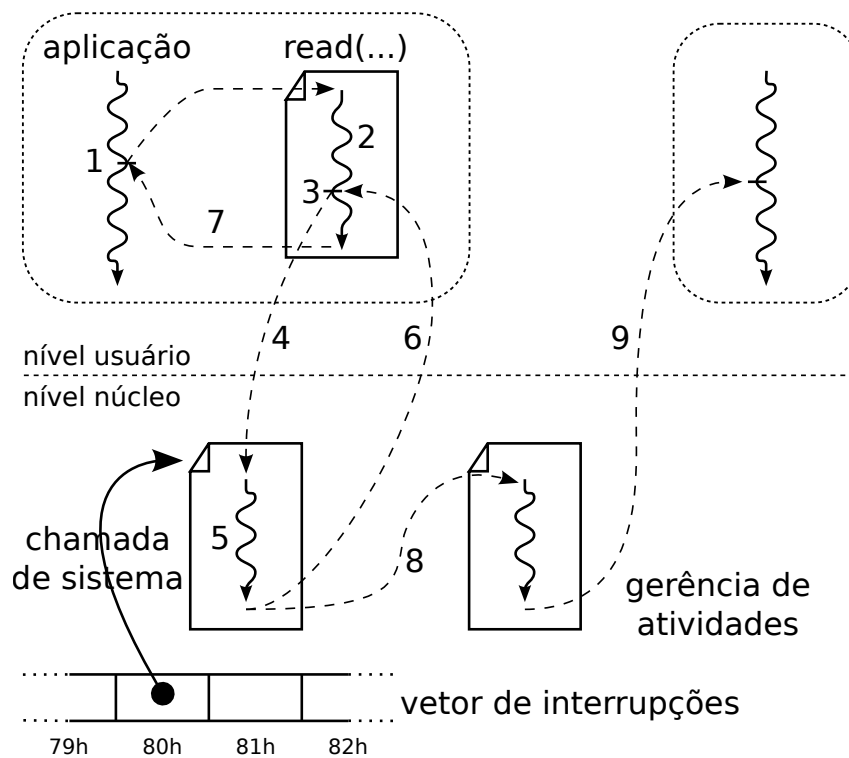 aplicação
read(...)
1
2
3
7
4
6
9
nível usuário
nível núcleo
5
8
chamada
de sistema
gerência de
atividades
vetor de interrupções
79h
80h
81h
82h